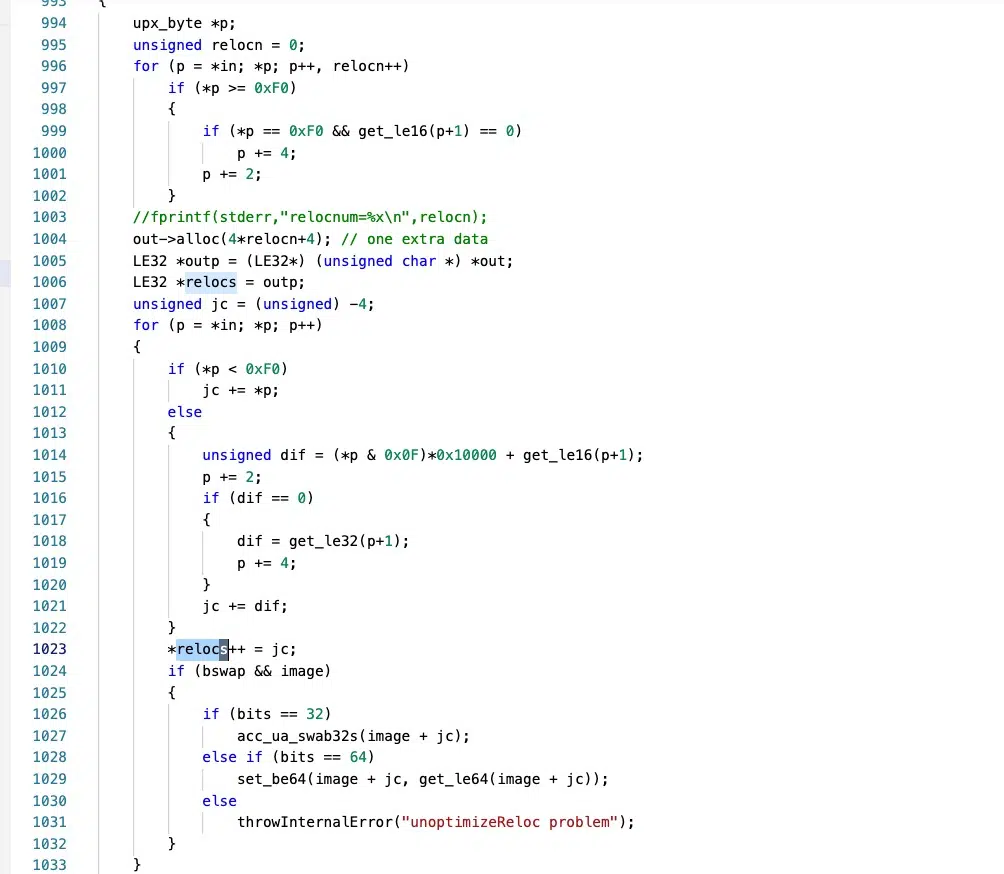 993 {
994 upx_byte *p;
995 unsigned relocn = 0;
996 for (p = *in; *p; p++, relocn++)
997 if (*p >= 0xF0)
998 {
999 if (*p == 0xF0 && get_le16(p+1) == 0)
1000 p += 4;
1001 p += 2;
1002 }
1003 //fprintf(stderr,"relocnum=%x\n",relocn);
1004 out->alloc(4*relocn+4); // one extra data
1005 LE32 *outp = (LE32*) (unsigned char *) *out;
1006 LE32 *relocs = outp;
1007 unsigned jc = (unsigned) -4;
1008 for (p = *in; *p; p++)
1009 {
1010 if (*p < 0xF0)
1011 jc += *p;
1012 else
1013 {
1014 unsigned dif = (*p & 0x0F)*0x10000 + get_le16(p+1);
1015 p += 2;
1016 if (dif == 0)
1017 {
1018 dif = get_le32(p+1);
1019 p += 4;
1020 }
1021 jc += dif;
1022 }
1023 *relocs++ = jc;
1024 if (bswap && image)
1025 {
1026 if (bits == 32)
1027 acc_ua_swab32s(image + jc);
1028 else if (bits == 64)
1029 set_be64(image + jc, get_le64(image + jc));
1030 else
1031 throwInternalError("unoptimizeReloc problem");
1032 }
1033 }